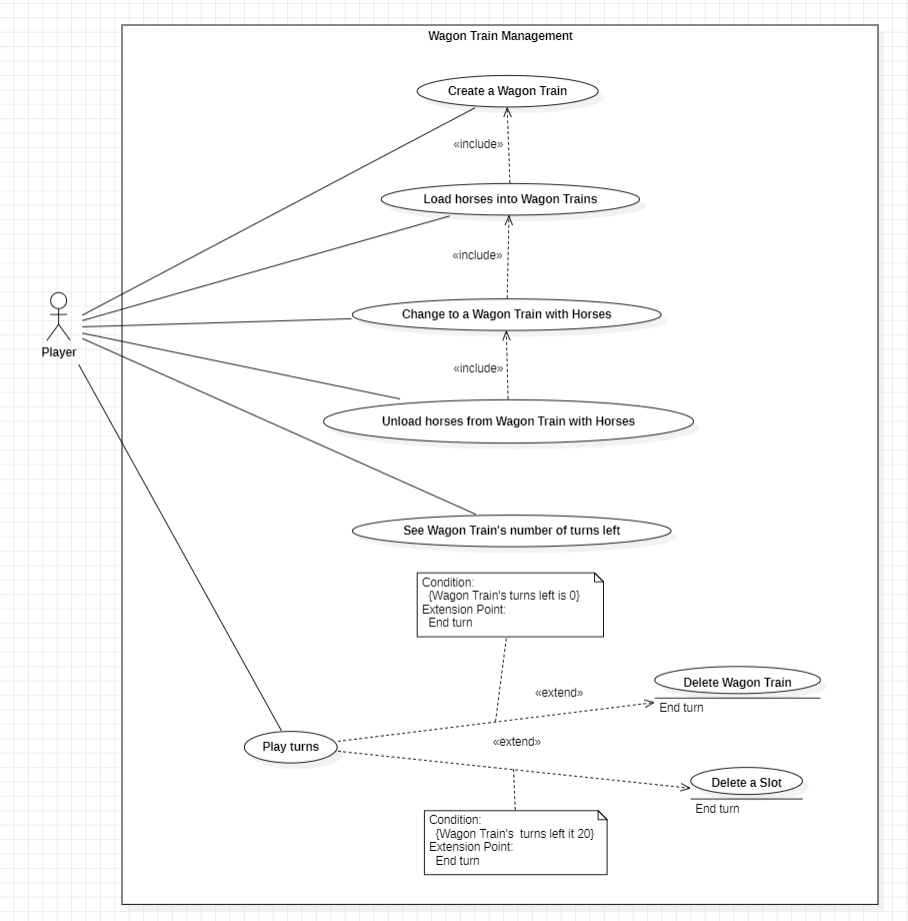 Wagon Train Management
Create a Wagon Train
«include»
Load horses into Wagon Trains
«include»
Change to a Wagon Train with Horses
Player
«include»
Unload horses from Wagon Train with Horses
See Wagon Train's number of turns left
Condition:
{Wagon Train's turns left is 0}
Extension Point:
End turn
Delete Wagon Train
«extend»
End turn
«extend»
Play turns
Delete a Slot
End turn
Condition:
{Wagon Train's  turns left it 20}
Extension Point:
End turn